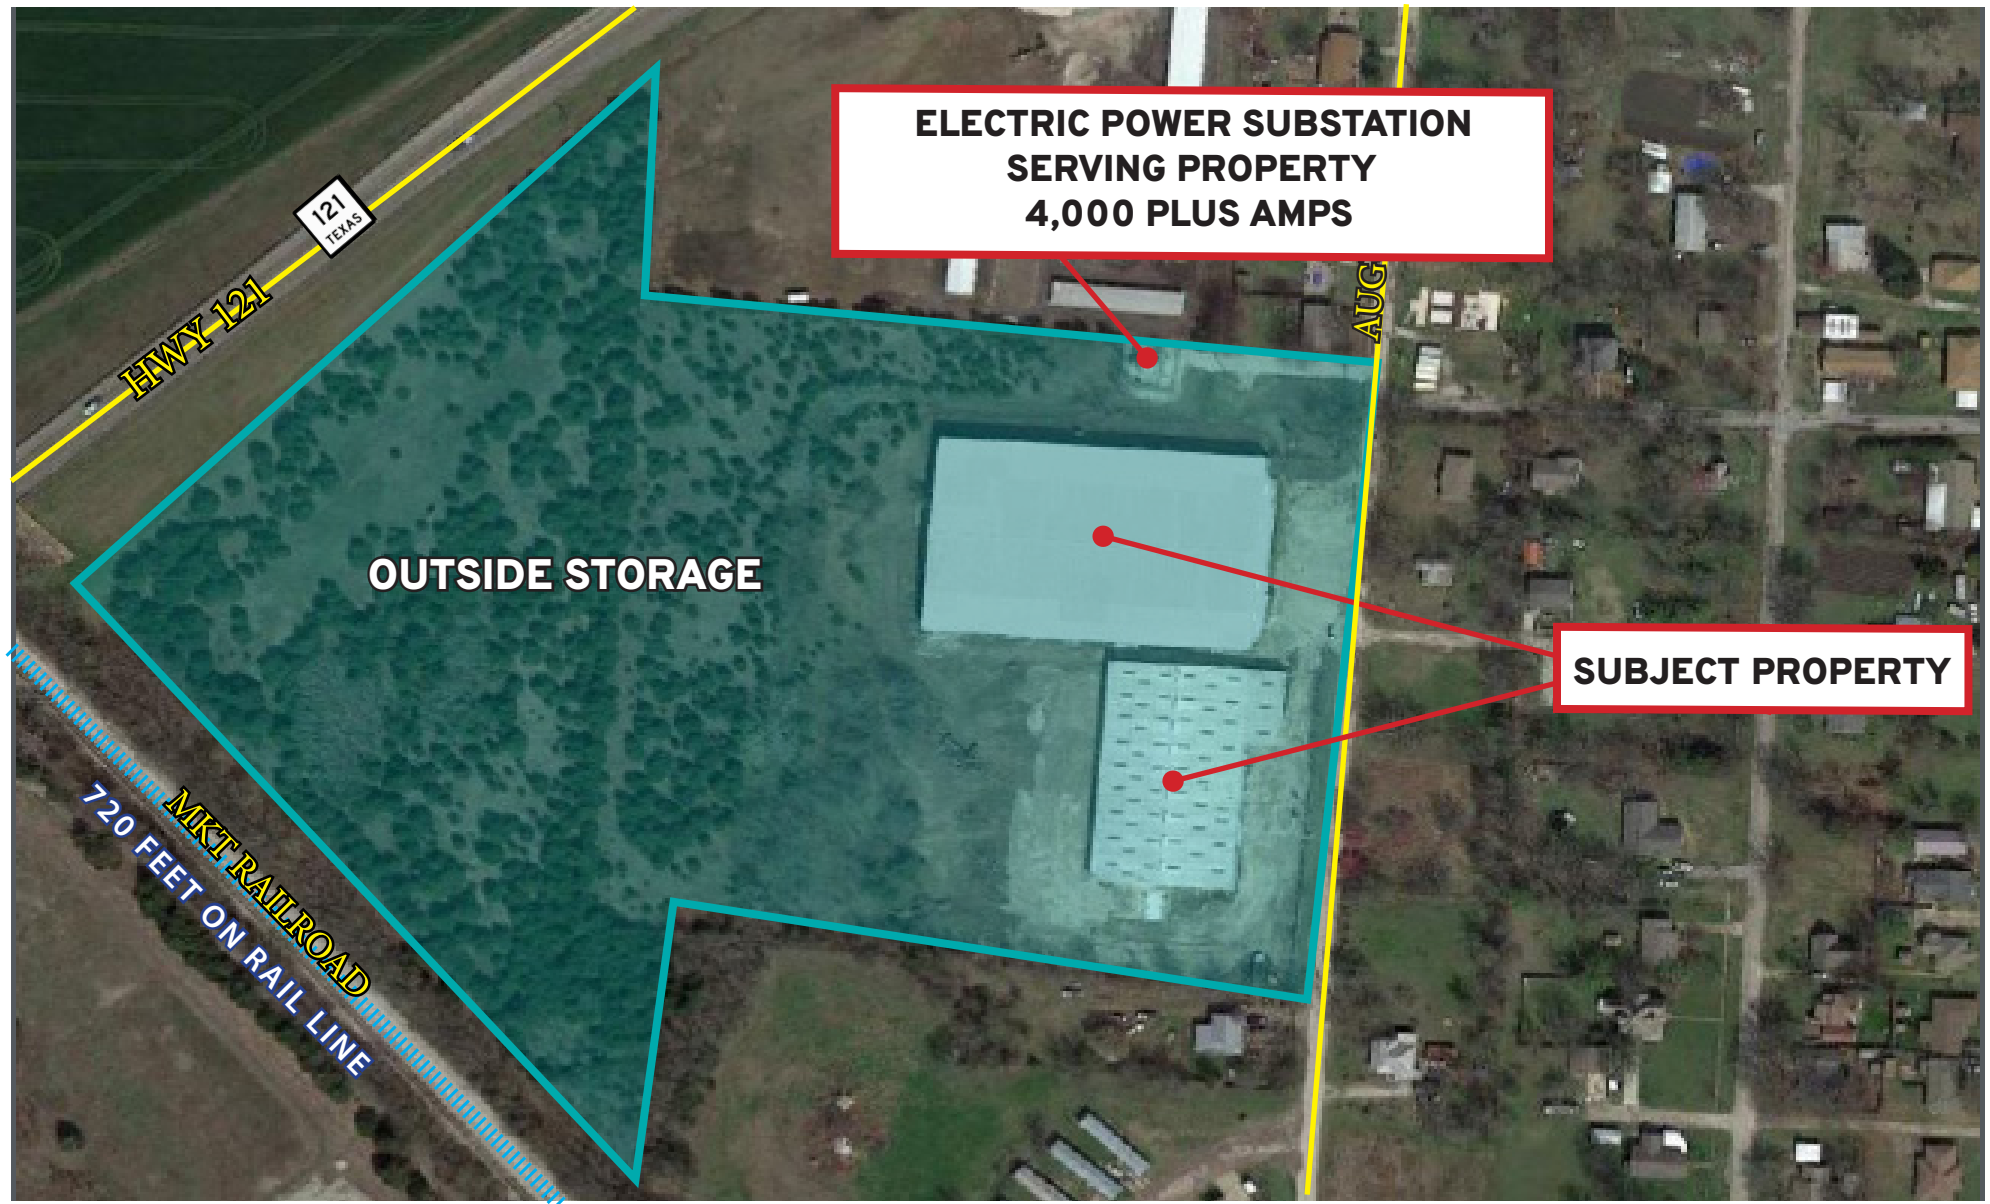 ELECTRIC POWER SUBSTATION
SERVING PROPERTY
4,000 PLUS AMPS
121
TEXAS
HWY 121
AUG
OUTSIDE STORAGE
SUBJECT PROPERTY
MKT RAILROAD
720 FEET ON RAIL LINE